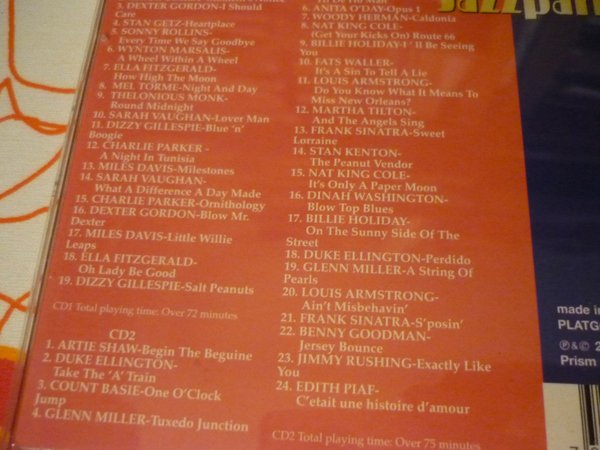 3. DEXTER GORDON-I Should
Care
4. STAN GETZ-Heartplace
5. SONNY ROLLINS-
Every Time We Say Goodbye
6. WYNTON MARSALIS-
A Wheel Within A Wheel
7. ELLA FITZGERALD-
How High The Moon
8. MEL TORME-Night And Day
9. THELONIOUS MONK-
Round Midnight
10. SARAH VAUGHAN-Lover Man
11. DIZZY GILLESPIE-Blue 'n'
Boogie
12. CHARLIE PARKER -
A Night In Tunisia
13. MILES DAVIS-Milestones
14. SARAH VAUGHAN-
What A Difference A Day Made
15. CHARLIE PARKER-Ornithology
16. DEXTER GORDON-Blow Mr.
Dexter
17. MILES DAVIS-Little Willie
Leaps
18. ELLA FITZGERALD-
Oh Lady Be Good
19. DIZZY GILLESPIE-Salt Peanuts
CD1 Total playing time: Over 72 minutes
CD2
1. ARTIE SHAW-Begin The Beguine
2. DUKE ELLINGTON-
Take The 'A' Train
3. COUNT BASIE-One O'Clock
Jump
4. GLENN MILLER-Tuxedo Junction
6. ANITA O'DAY-Opus 1
7. WOODY HERMAN-Caldonia
8. NAT KING COLE-
(Get Your Kicks On) Route 66
9. BILLIE HOLIDAY-I ' ll Be Seeing
You
10. FATS WALLER-
It's A Sin To Tell A Lie
11. LOUIS ARMSTRONG-
Do You Know What It Means To
Miss New Orleans?
12. MARTHA TILTON-
And The Angels Sing
13. FRANK SINATRA-Sweet
Lorraine
14. STAN KENTON-
The Peanut Vendor
15. NAT KING COLE-
It's Only A Paper Moon
16. DINAH WASHINGTON-
Blow Top Blues
17. BILLIE HOLIDAY-
On The Sunny Side Of The
Street
18. DUKE ELLINGTON-Perdido
19. GLENN MILLER-A String Of
Pearls
20. LOUIS ARMSTRONG-
Ain't Misbehavin'
21. FRANK SINATRA-S'posin'
22. BENNY GOODMAN-
Jersey Bounce
23. JIMMY RUSHING-Exactly Like
You
24. EDITH PIAF-
C'etait une histoire d'amour
CD2 Total playing time: Over 75 minutes
made in
PLATG
℗ & © 2
Prism